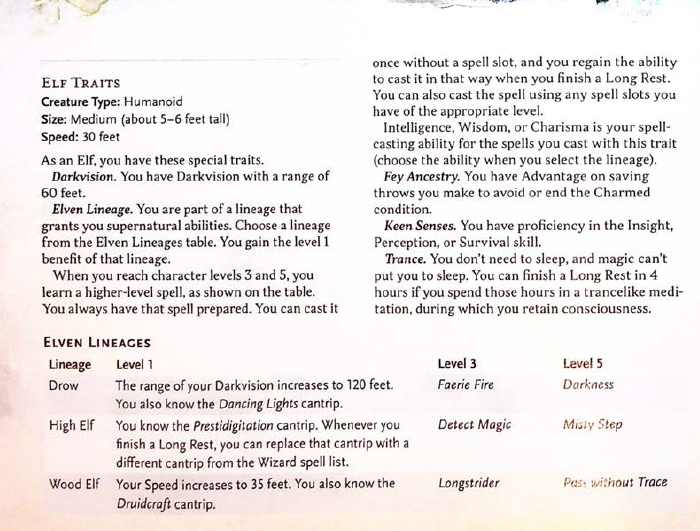 ELF TRAITS
Creature Type: Humanoid
Size: Medium (about 5–6 feet tall)
Speed: 30 feet
As an Elf, you have these special traits.
Darkvision. You have Darkvision with a range of
60 feet.
Elven Lineage. You are part of a lineage that
grants you supernatural abilities. Choose a lineage
from the Elven Lineages table. You gain the level 1
benefit of that lineage.
When you reach character levels 3 and 5, you
learn a higher-level spell, as shown on the table.
You always have that spell prepared. You can cast it
once without a spell slot, and you regain the ability
to cast it in that way when you finish a Long Rest.
You can also cast the spell using any spell slots you
have of the appropriate level.
Intelligence, Wisdom, or Charisma is your spell-
casting ability for the spells you cast with this trait
(choose the ability when you select the lineage).
Fey Ancestry. You have Advantage on saving
throws you make to avoid or end the Charmed
condition.
Keen Senses. You have proficiency in the Insight,
Perception, or Survival skill.
Trance. You don't need to sleep, and magic can't
put you to sleep. You can finish a Long Rest in 4
hours if you spend those hours in a trancelike medi-
tation, during which you retain consciousness.
ELVEN LINEAGES
Lineage Level 1 Level 3 Level 5
Drow The range of your Darkvision increases to 120 feet. Faerie Fire Darkness
You also know the Dancing Lights cantrip.
High Elf You know the Prestidigitation cantrip. Whenever you Detect Magic Misty Step
finish a Long Rest, you can replace that cantrip with a
different cantrip from the Wizard spell list.
Wood Elf Your Speed increases to 35 feet. You also know the Longstrider Pass without Trace
Druidcraft cantrip.